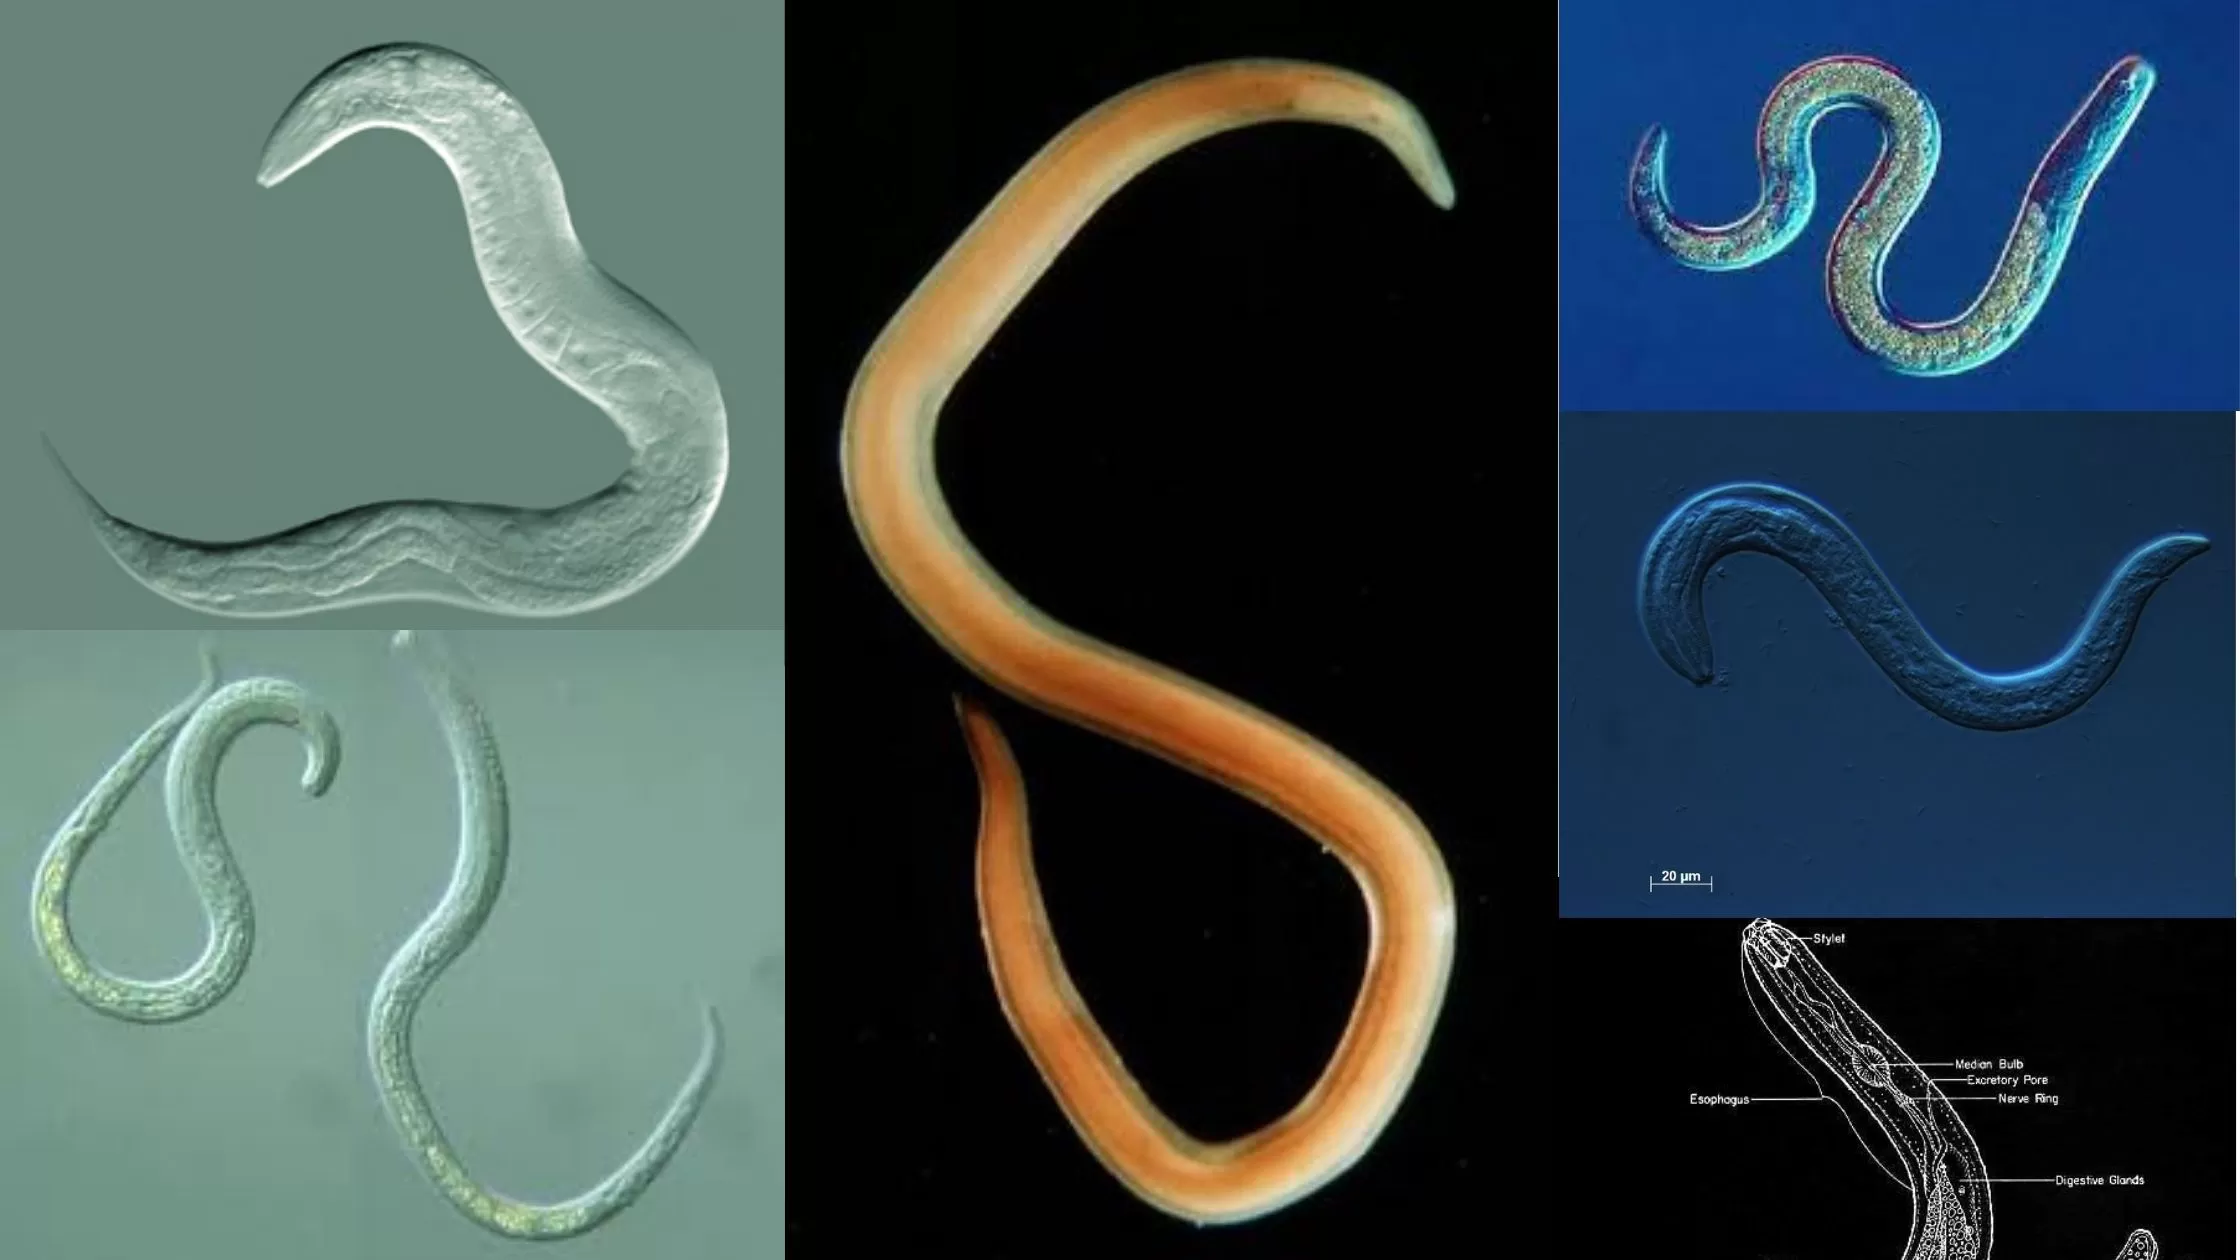 20 µm
Stylet
Median Bulb
Excretory Pore
Esophagus
Nerve Ring
Digestive Glands